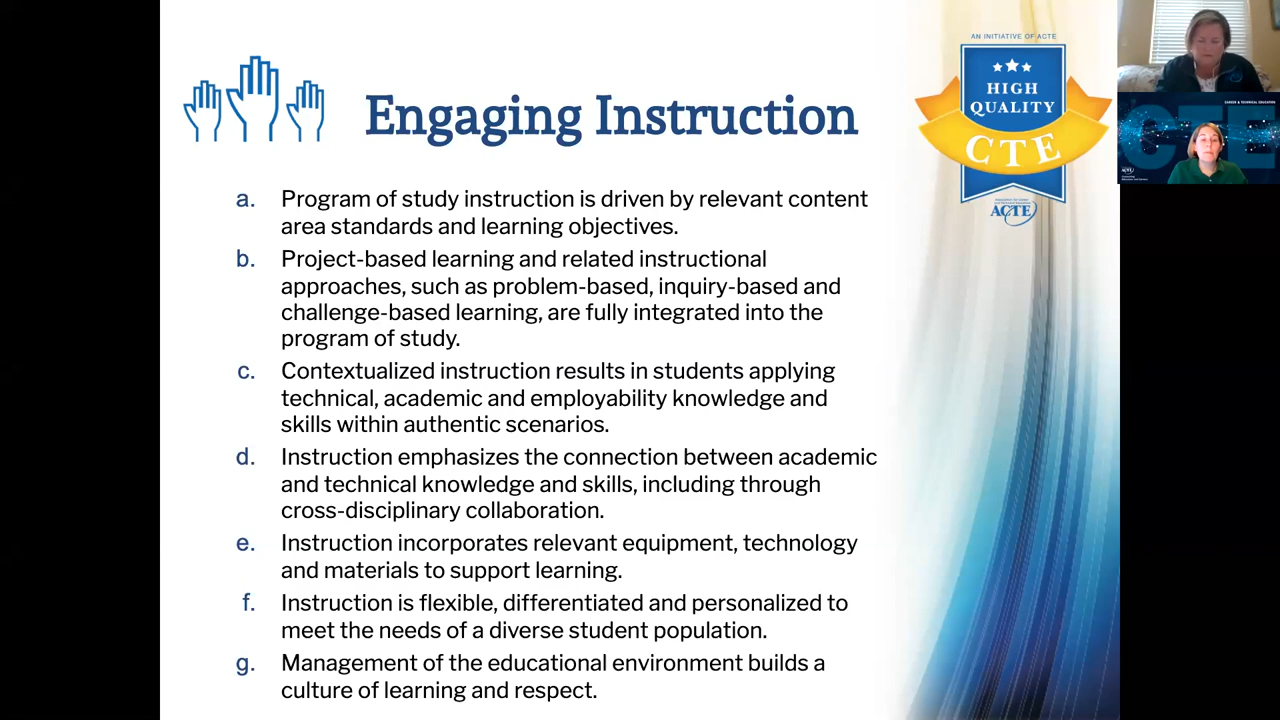 Engaging Instruction
a. Program of study instruction is driven by relevant content
area standards and learning objectives.
b. Project-based learning and related instructional
approaches, such as problem-based, inquiry-based and
challenge-based learning, are fully integrated into the
program of study.
c. Contextualized instruction results in students applying
technical, academic and employability knowledge and
skills within authentic scenarios.
d. Instruction emphasizes the connection between academic
and technical knowledge and skills, including through
cross-disciplinary collaboration.
e. Instruction incorporates relevant equipment, technology
and materials to support learning.
f. Instruction is flexible, differentiated and personalized to
meet the needs of a diverse student population.
g. Management of the educational environment builds a
culture of learning and respect.
AN INITIATIVE OF ACTE
HIGH
QUALITY
CTE
ACTE
CAREER & TECHNICAL EDUCATION
CTE
ACTE